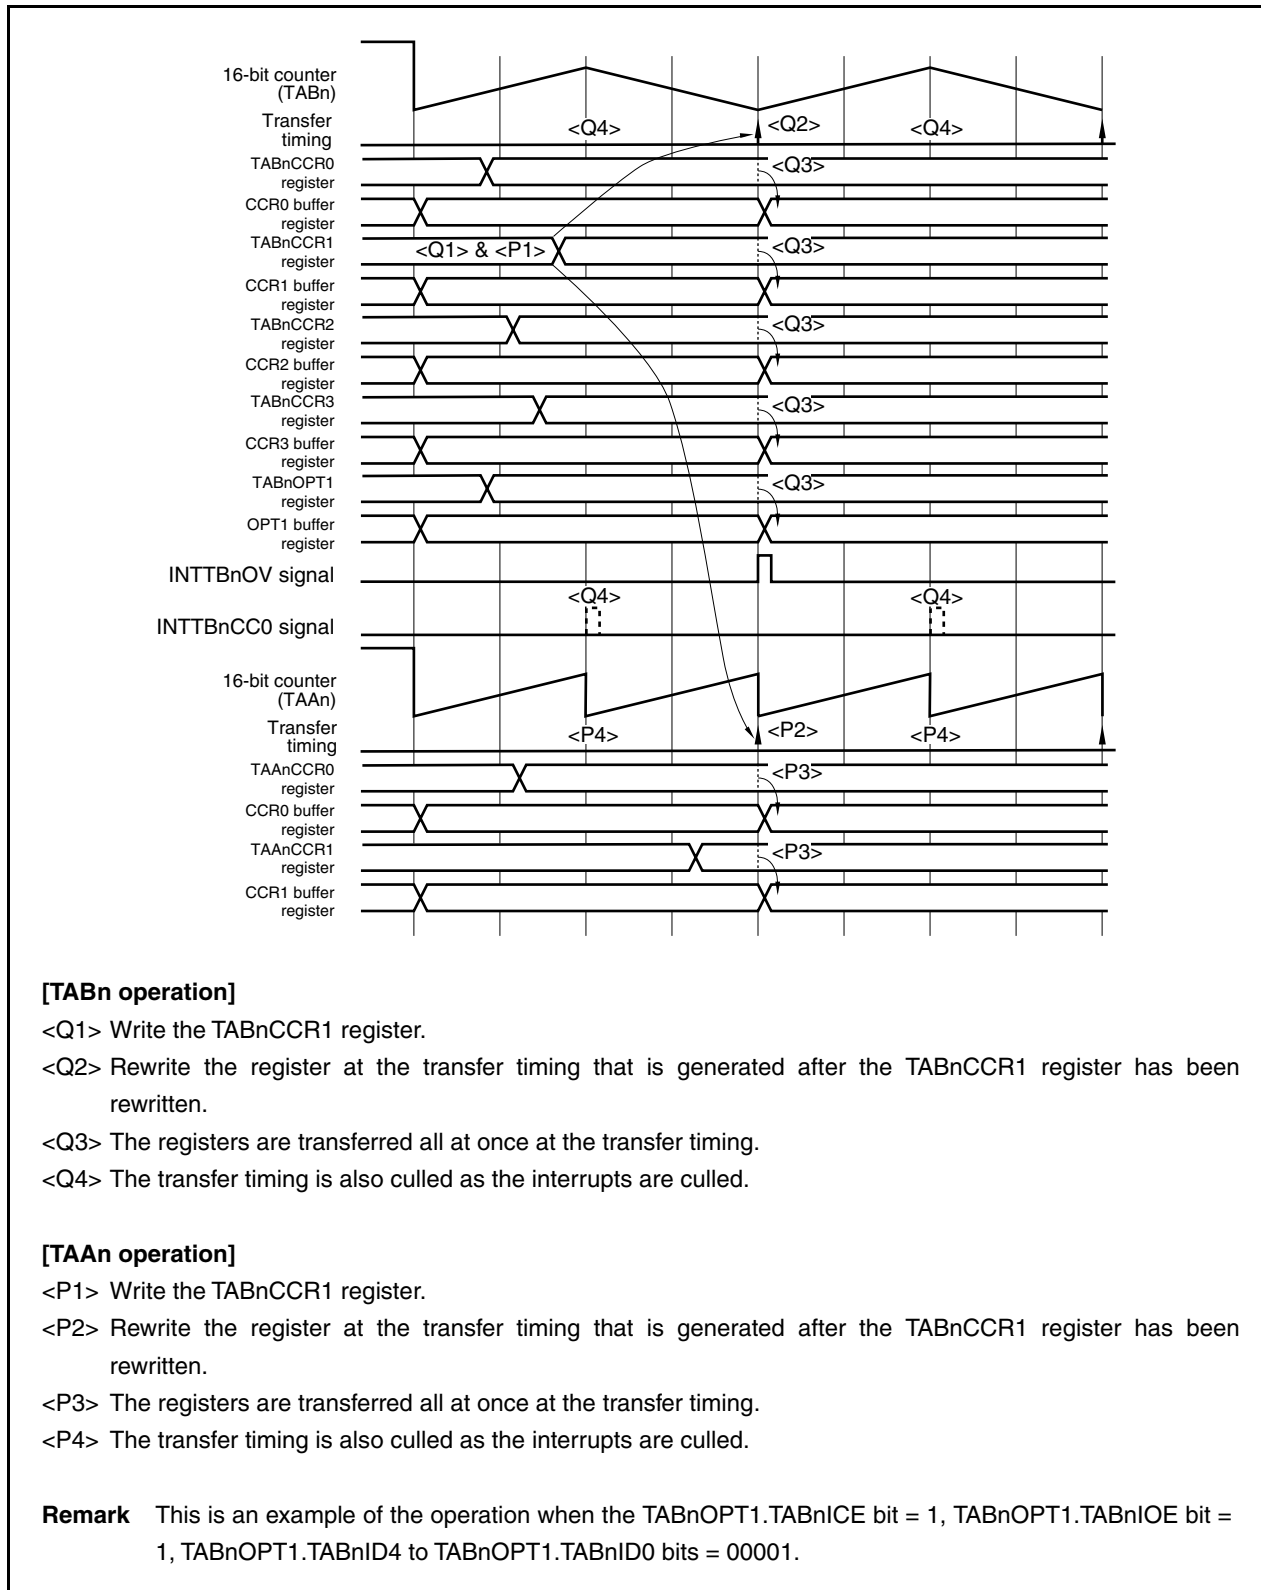 16-bit counter
(TABn)
Transfer
timing
<Q4>
<Q2>
<Q4>
TABnCCR0
register
<Q3>
CCR0 buffer
register
TABnCCR1
register
<Q1> & <P1>
<Q3>
CCR1 buffer
register
TABnCCR2
register
<Q3>
CCR2 buffer
register
TABnCCR3
register
<Q3>
CCR3 buffer
register
TABnOPT1
register
<Q3>
OPT1 buffer
register
INTTBnOV signal
<Q4>
<Q4>
INTTBnCC0 signal
16-bit counter
(TAAn)
Transfer
timing
<P4>
<P2>
<P4>
TAAnCCR0
register
<P3>
CCR0 buffer
register
TAAnCCR1
register
<P3>
CCR1 buffer
register
[TABn operation]
<Q1> Write the TABnCCR1 register.
<Q2> Rewrite the register at the transfer timing that is generated after the TABnCCR1 register has been
rewritten.
<Q3> The registers are transferred all at once at the transfer timing.
<Q4> The transfer timing is also culled as the interrupts are culled.
[TAAn operation]
<P1> Write the TABnCCR1 register.
<P2> Rewrite the register at the transfer timing that is generated after the TABnCCR1 register has been
rewritten.
<P3> The registers are transferred all at once at the transfer timing.
<P4> The transfer timing is also culled as the interrupts are culled.
Remark This is an example of the operation when the TABnOPT1.TABnICE bit = 1, TABnOPT1.TABnIOE bit =
1, TABnOPT1.TABnID4 to TABnOPT1.TABnID0 bits = 00001.